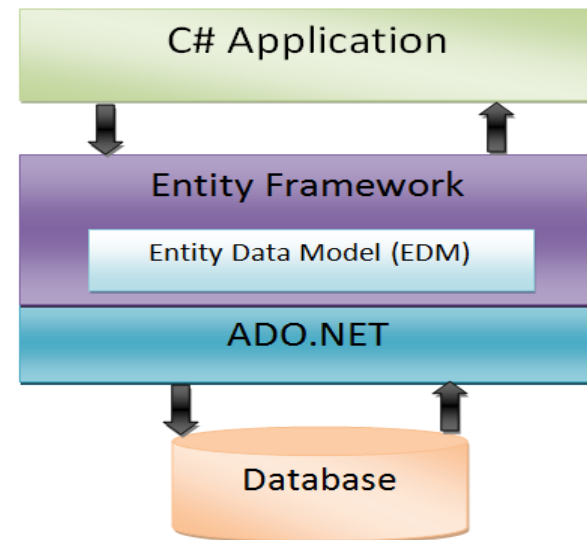 C# Application
Entity Framework
Entity Data Model (EDM)
ADO.NET
Database